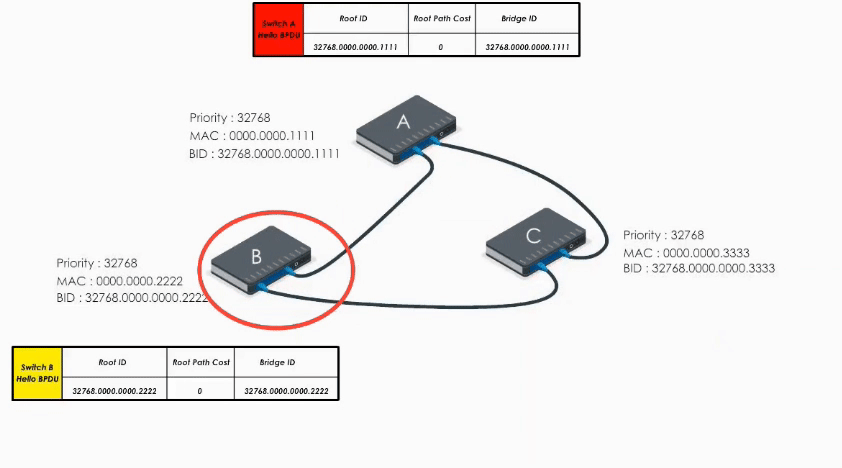 Switch A
Hello BPDU
Root ID Root Path Cost Bridge ID
32768.0000.0000.1111 0 32768.0000.0000.1111
Priority : 32768
MAC : 0000.0000.1111
BID : 32768.0000.0000.1111
A
B
C
Priority : 32768
MAC : 0000.0000.3333
BID : 32768.0000.0000.3333
Priority : 32768
MAC : 0000.0000.2222
BID : 32768.0000.0000.2222
Switch B
Hello BPDU
Root ID Root Path Cost Bridge ID
32768.0000.0000.2222 0 32768.0000.0000.2222